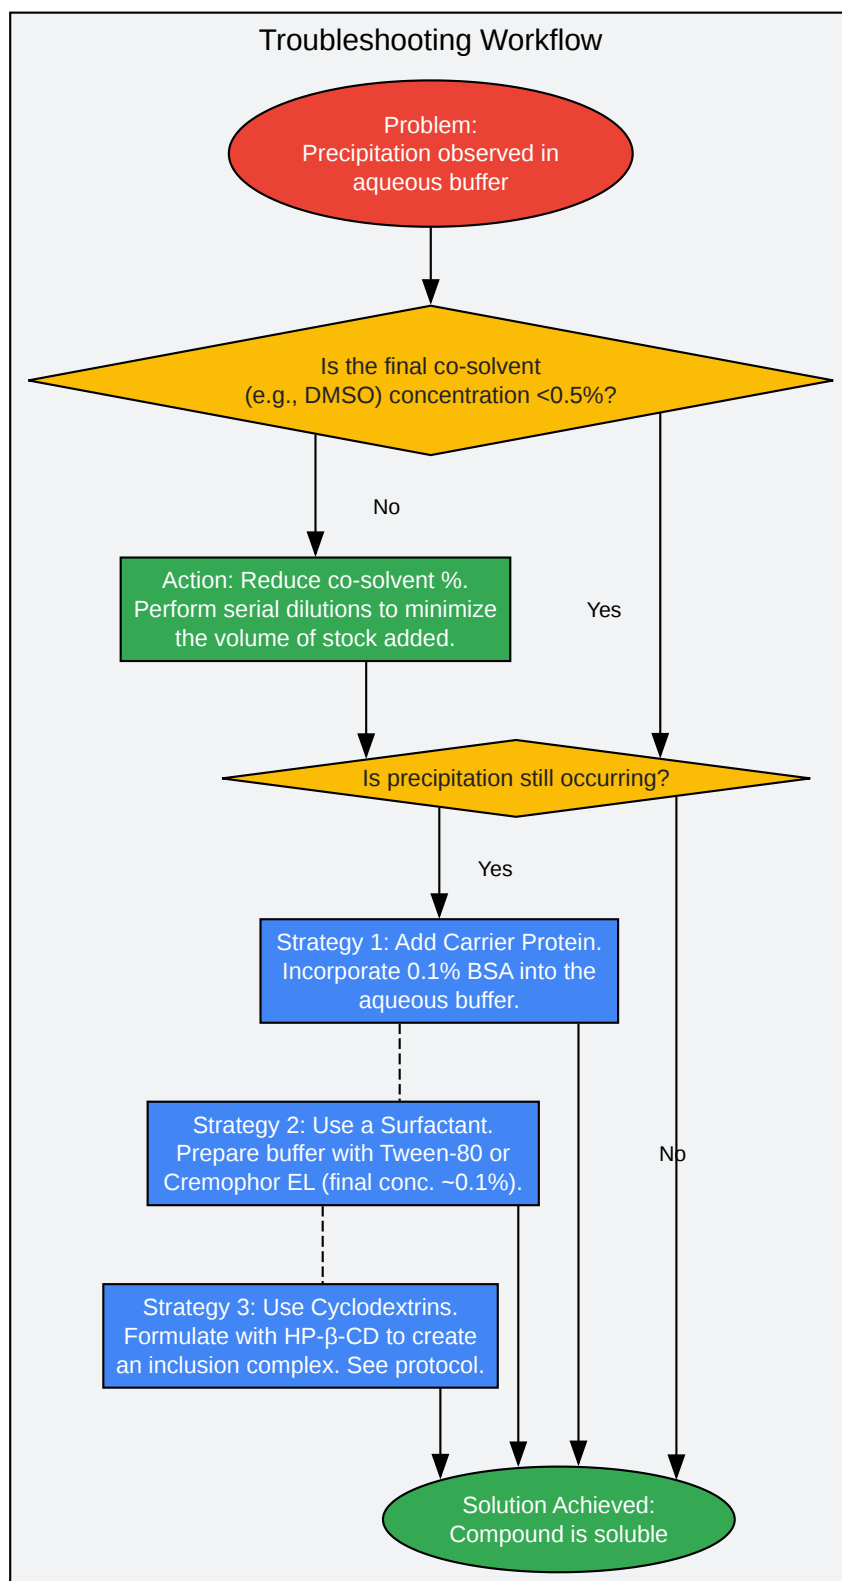 Troubleshooting Workflow
Problem:
Precipitation observed in
aqueous buffer
Is the final co-solvent
(e.g., DMSO) concentration <0.5%?
No
Action: Reduce co-solvent %.
Perform serial dilutions to minimize
the volume of stock added.
Yes
Is precipitation still occurring?
Yes
Strategy 1: Add Carrier Protein.
Incorporate 0.1% BSA into the
aqueous buffer.
Strategy 2: Use a Surfactant.
Prepare buffer with Tween-80 or
Cremophor EL (final conc. ~0.1%).
No
Strategy 3: Use Cyclodextrins.
Formulate with HP-β-CD to create
an inclusion complex. See protocol.
Solution Achieved:
Compound is soluble